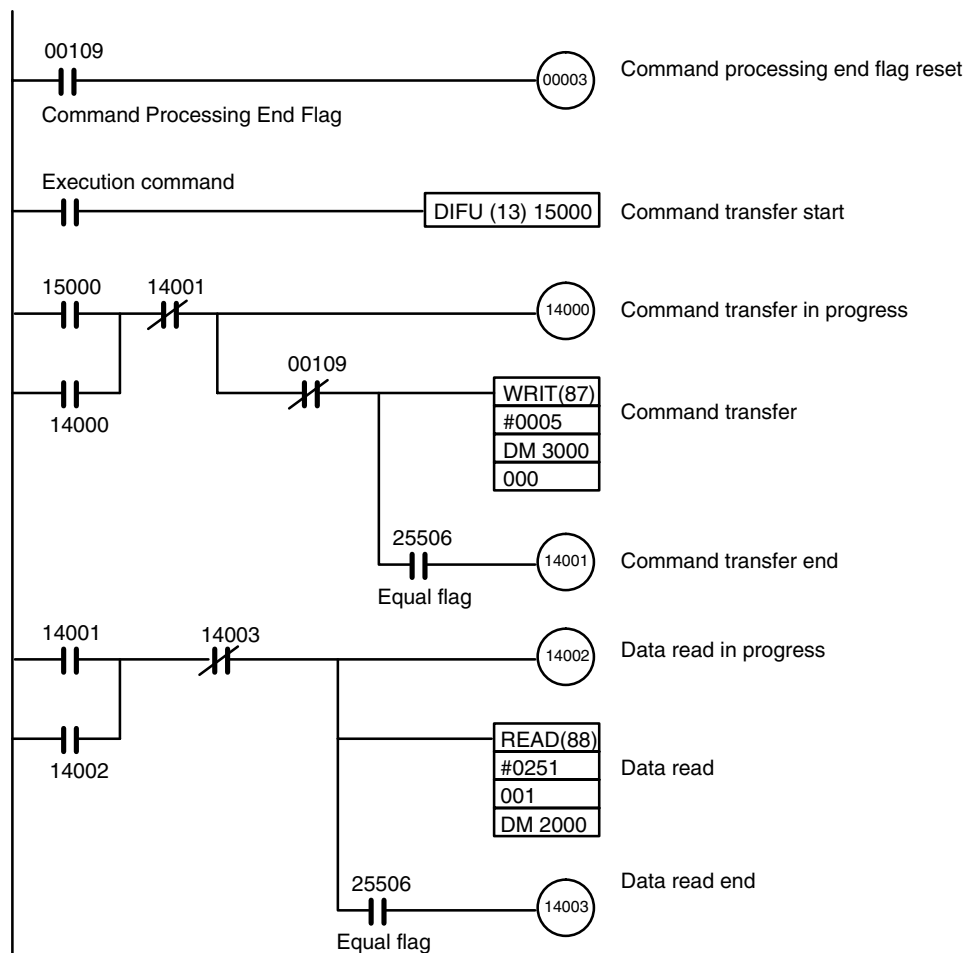 00109
00003
Command processing end flag reset
Command Processing End Flag
Execution command
DIFU (13) 15000
Command transfer start
15000
14001
14000
Command transfer in progress
14000
00109
WRIT(87)
#0005
DM 3000
000
Command transfer
25506
14001
Command transfer end
Equal flag
14001
14003
14002
Data read in progress
14002
READ(88)
#0251
001
DM 2000
Data read
25506
14003
Data read end
Equal flag